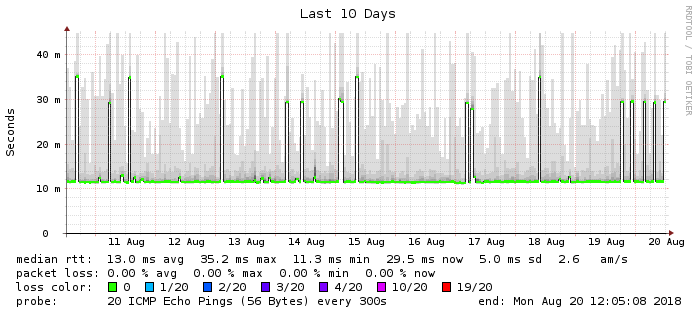 Last 10 Days
RRDTOOL / TOBI OETIKER
Seconds
40 m
30 m
20 m
10 m
0
11 Aug 12 Aug 13 Aug 14 Aug 15 Aug 16 Aug 17 Aug 18 Aug 19 Aug 20 Aug
median rtt: 13.0 ms avg 35.2 ms max 11.3 ms min 29.5 ms now 5.0 ms sd 2.6 am/s
packet loss: 0.00 % avg 0.00 % max 0.00 % min 0.00 % now
loss color: 0 1/20 2/20 3/20 4/20 10/20 19/20
probe: 20 ICMP Echo Pings (56 Bytes) every 300s end: Mon Aug 20 12:05:08 2018